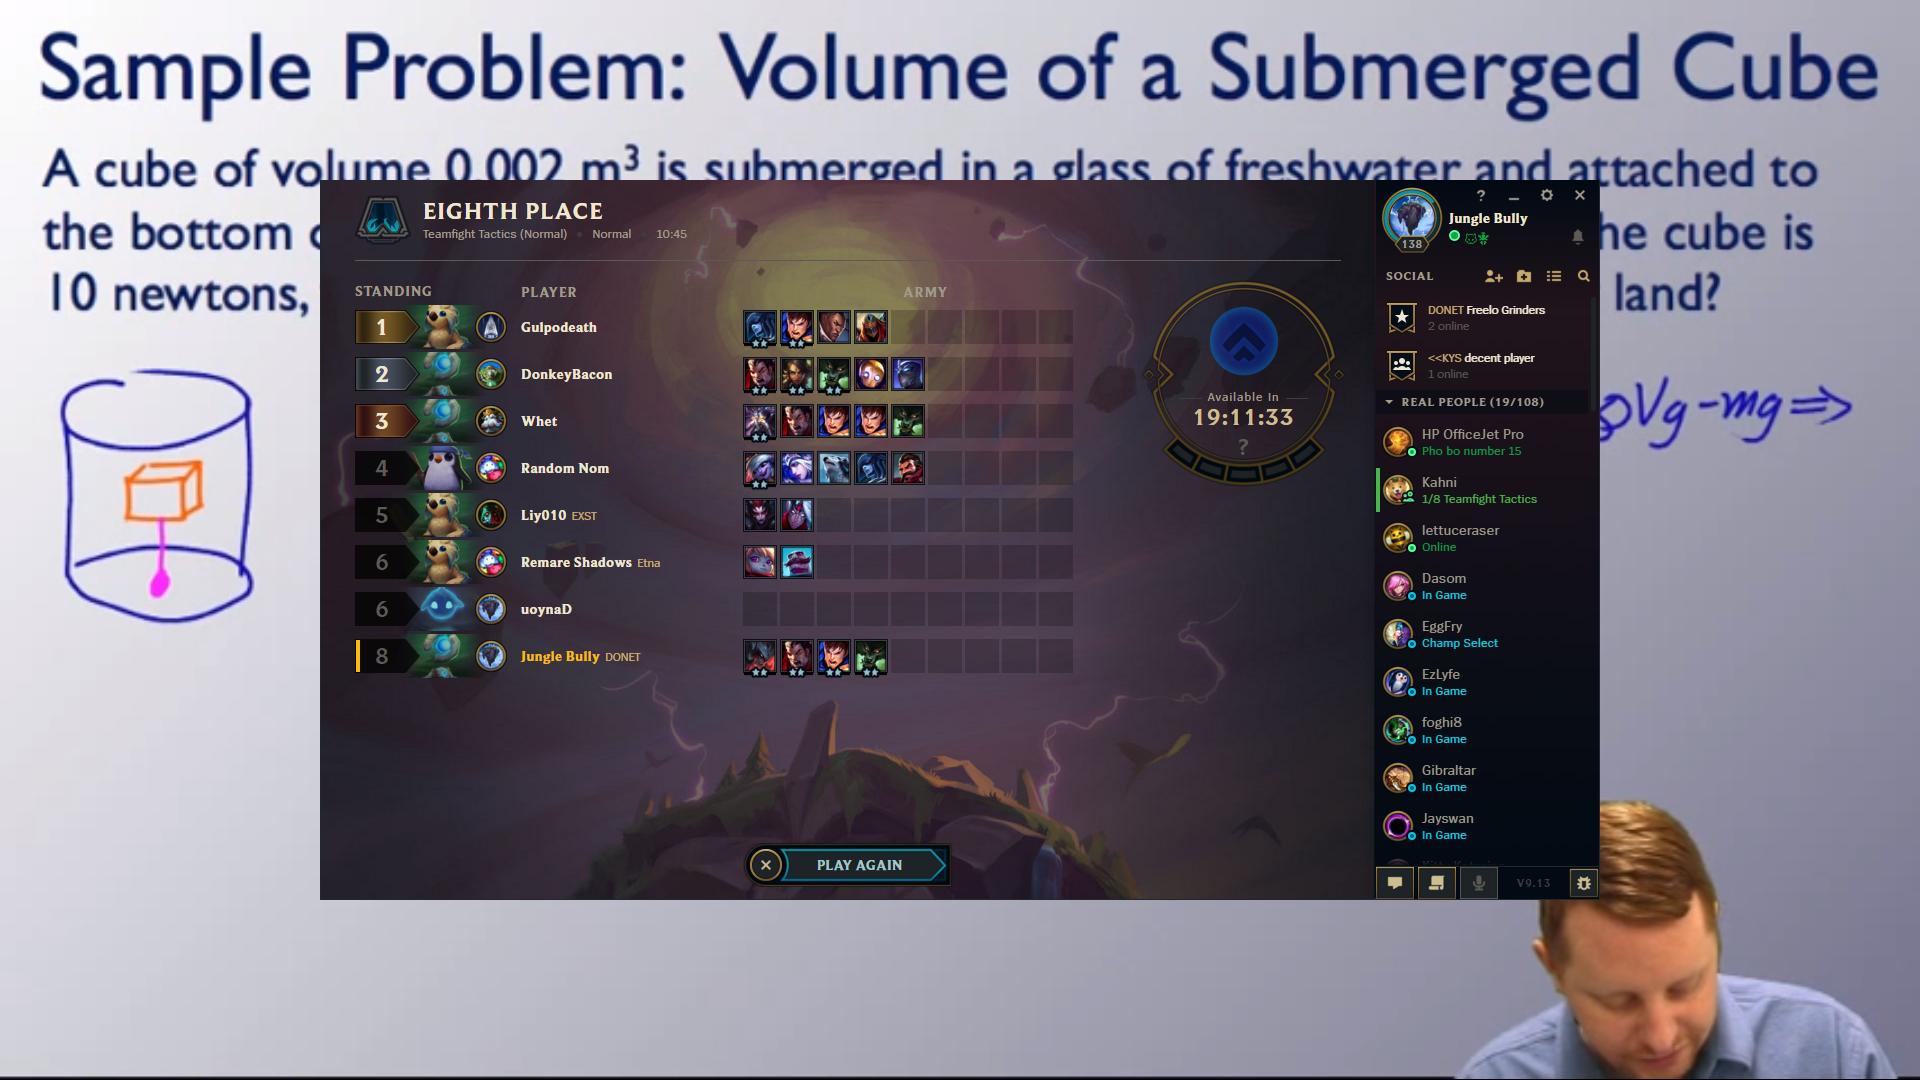 Sample Problem: Volume of a Submerged Cube
A cube of volume 0.002 m³ is submerged in a glass of freshwater and attached to
the bottom he cube is
10 newtons, land?
Vg-mg⇒
EIGHTH PLACE
Teamfight Tactics (Normal) • Normal • 10:45
STANDING PLAYER ARMY
1 Gulpodeath
2 DonkeyBacon
3 Whet
4 Random Nom
5 Liy010 EXST
6 Remare Shadows Etna
6 uoynaD
8 Jungle Bully DONET
Available In
19:11:33
?
PLAY AGAIN
?
Jungle Bully
138
SOCIAL
DONET Freelo Grinders
2 online
<<KYS decent player
1 online
REAL PEOPLE (19/108)
HP OfficeJet Pro
Pho bo number 15
Kahni
1/8 Teamfight Tactics
lettuceraser
Online
Dasom
In Game
EggFry
Champ Select
EzLyfe
In Game
foghi8
In Game
Gibraltar
In Game
Jayswan
In Game
V9.13